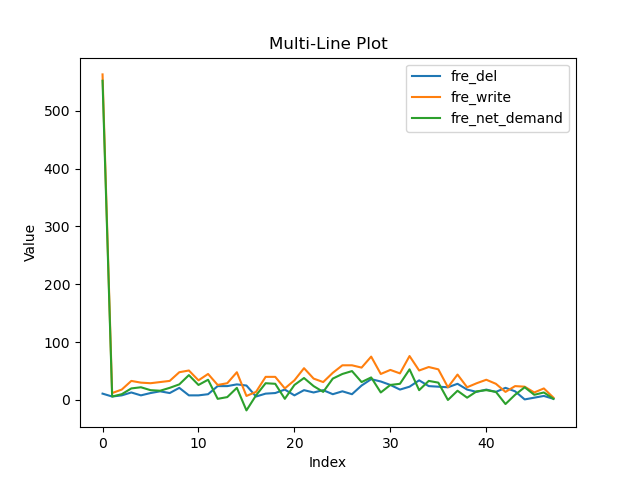 Multi-Line Plot
fre_del
fre_write
fre_net_demand
Value
500
400
300
200
100
0
0 10 20 30 40
Index